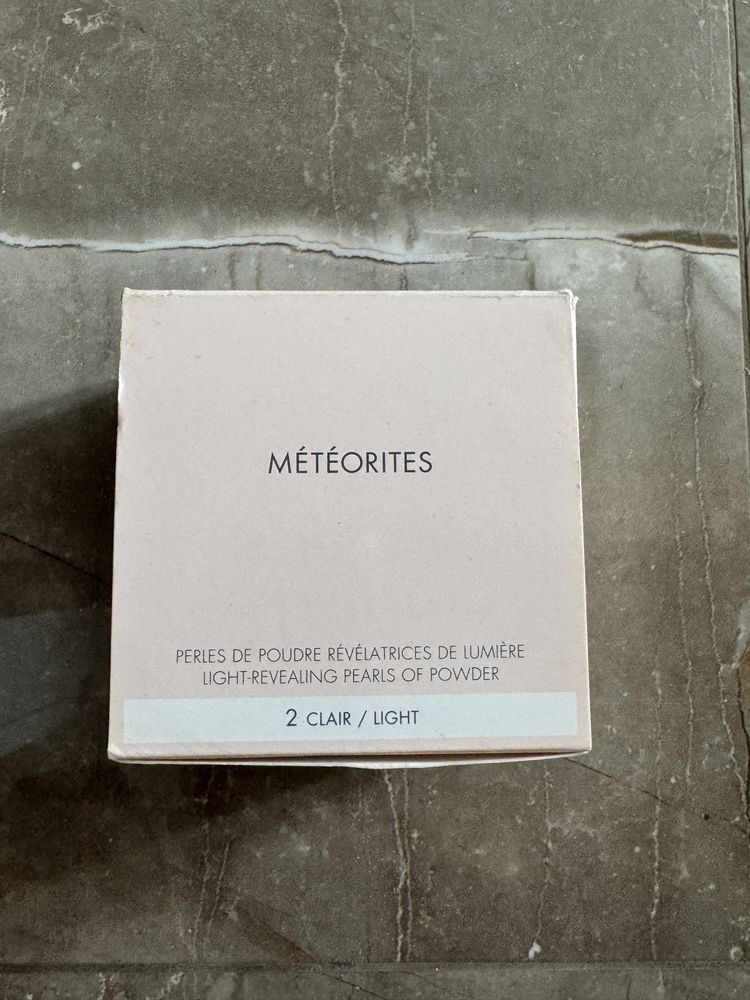 MÉTÉORITES
PERLES DE POUDRE RÉVÉLATRICES DE LUMIÈRE
LIGHT-REVEALING PEARLS OF POWDER
2 CLAIR / LIGHT